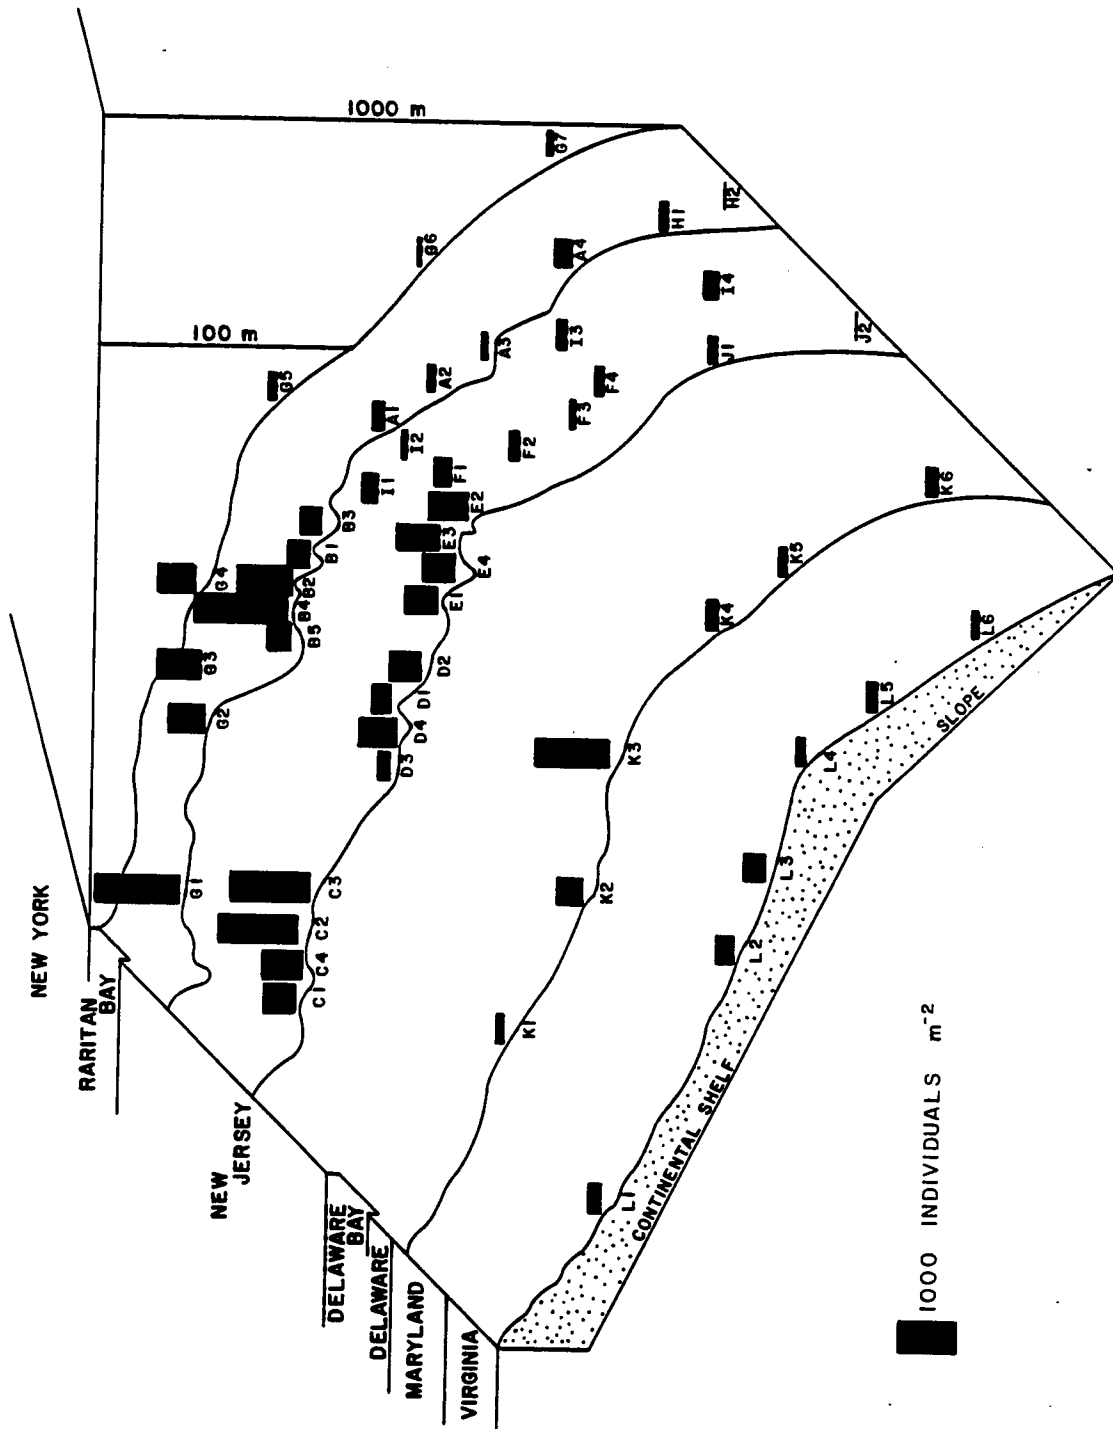 NEW YORK
RARITAN
BAY
NEW
JERSEY
DELAWARE
BAY
DELAWARE
MARYLAND
VIRGINIA
1000 m
100 m
G1
G2
G3
G4
G5
G6
G7
B5
B4
B2
B1
B3
A1
A2
A3
A4
H1
H2
I1
I2
I3
I4
C1
C4
C2
C3
D3
D4
D1
D2
E1
E4
E3
E2
F1
F2
F3
F4
J1
J2
K1
K2
K3
K4
K5
K6
L1
L2
L3
L4
L5
L6
CONTINENTAL SHELF
SLOPE
1000 INDIVIDUALS m⁻²